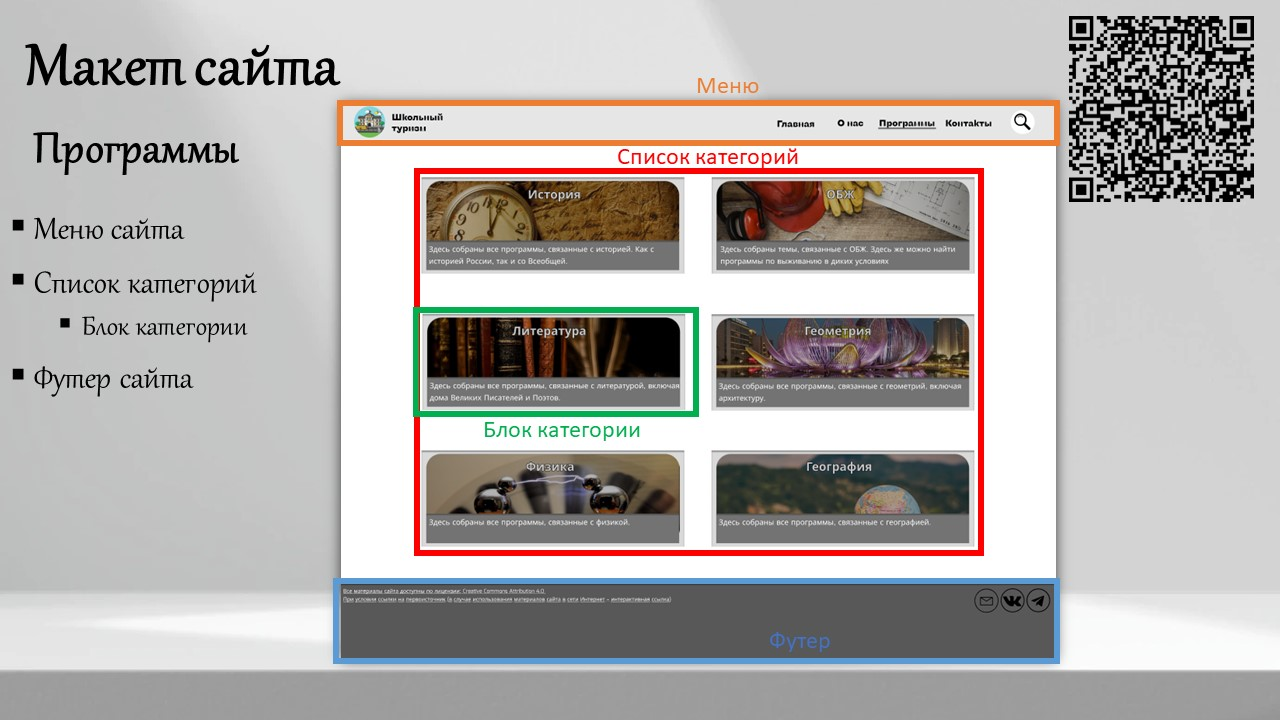 Макет сайта
Программы
▪ Меню сайта
▪ Список категорий
▪ Блок категории
▪ Футер сайта
Меню
Школьный
туризм
Главная О нас Программы Контакты
Список категорий
История
Здесь собраны все программы, связанные с историей. Как с
историей России, так и со Всеобщей.
ОБЖ
Здесь собраны темы, связанные с ОБЖ. Здесь же можно найти
программы по выживанию в диких условиях
Литература
Здесь собраны все программы, связанные с литературой, включая
дома Великих Писателей и Поэтов.
Геометрия
Здесь собраны все программы, связанные с геометрий, включая
архитектуру.
Блок категории
Физика
Здесь собраны все программы, связанные с физикой.
География
Здесь собраны все программы, связанные с географией.
Все материалы сайта доступны по лицензии: Creative Commons Attribution 4.0
При условии ссылки на первоисточник (в случае использования материалов сайта в сети Интернет – интерактивная ссылка)
Футер